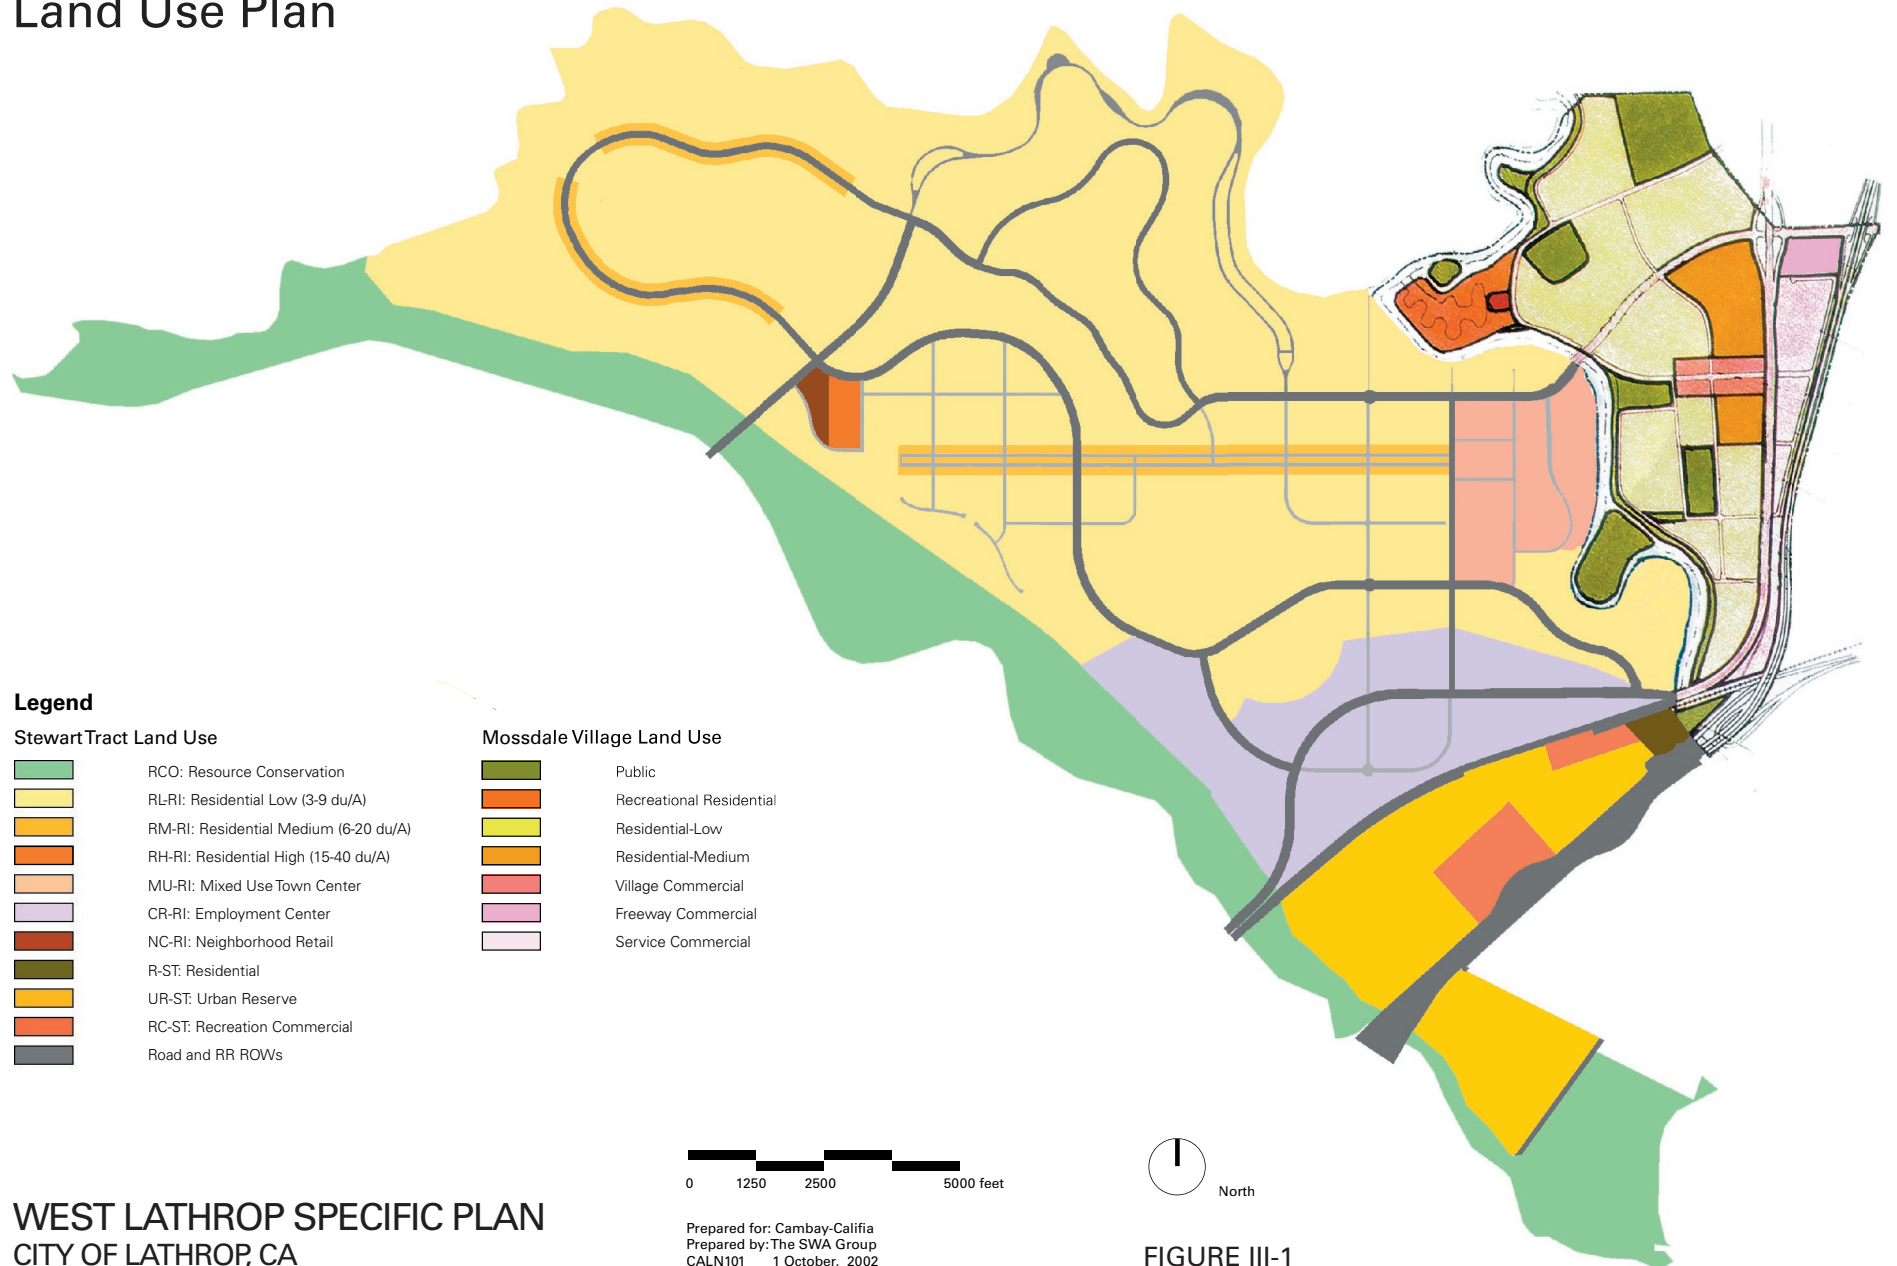 Land Use Plan
Legend
Stewart Tract Land Use
RCO: Resource Conservation
RL-RI: Residential Low (3-9 du/A)
RM-RI: Residential Medium (6-20 du/A)
RH-RI: Residential High (15-40 du/A)
MU-RI: Mixed Use Town Center
CR-RI: Employment Center
NC-RI: Neighborhood Retail
R-ST: Residential
UR-ST: Urban Reserve
RC-ST: Recreation Commercial
Road and RR ROWs
Mossdale Village Land Use
Public
Recreational Residential
Residential-Low
Residential-Medium
Village Commercial
Freeway Commercial
Service Commercial
0 1250 2500 5000 feet
North
WEST LATHROP SPECIFIC PLAN
CITY OF LATHROP, CA
Prepared for: Cambay-Califia
Prepared by: The SWA Group
CALN101 1 October, 2002
FIGURE III-1